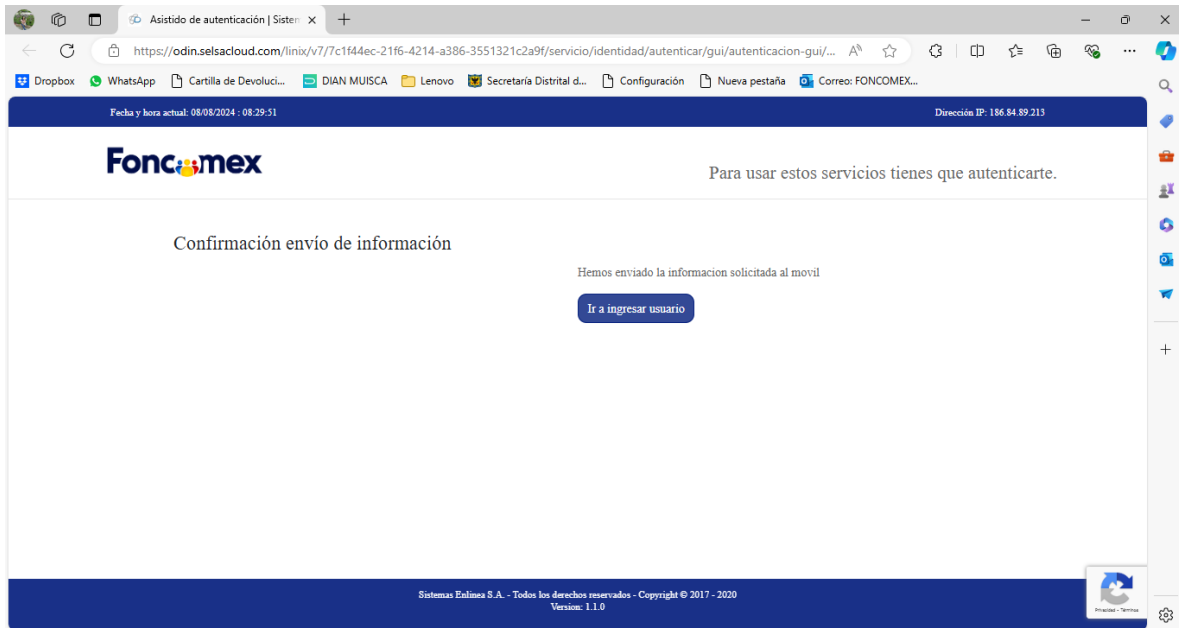 Asistido de autenticación | Sisten
https://odin.selsacloud.com/linix/v7/7c1f44ec-21f6-4214-a386-3551321c2a9f/servicio/identidad/autenticar/gui/autenticacion-gui/...
Dropbox WhatsApp Cartilla de Devoluci... DIAN MUISCA Lenovo Secretaría Distrital d... Configuración Nueva pestaña Correo: FONCOMEX...
Fecha y hora actual: 08/08/2024 : 08:29:51 Dirección IP: 186.84.89.213
Foncomex
Para usar estos servicios tienes que autenticarte.
Confirmación envío de información
Hemos enviado la informacion solicitada al movil
Ir a ingresar usuario
Sistemas Enlinea S.A. - Todos los derechos reservados - Copyright © 2017 - 2020
Version: 1.1.0
Privacidad - Términos